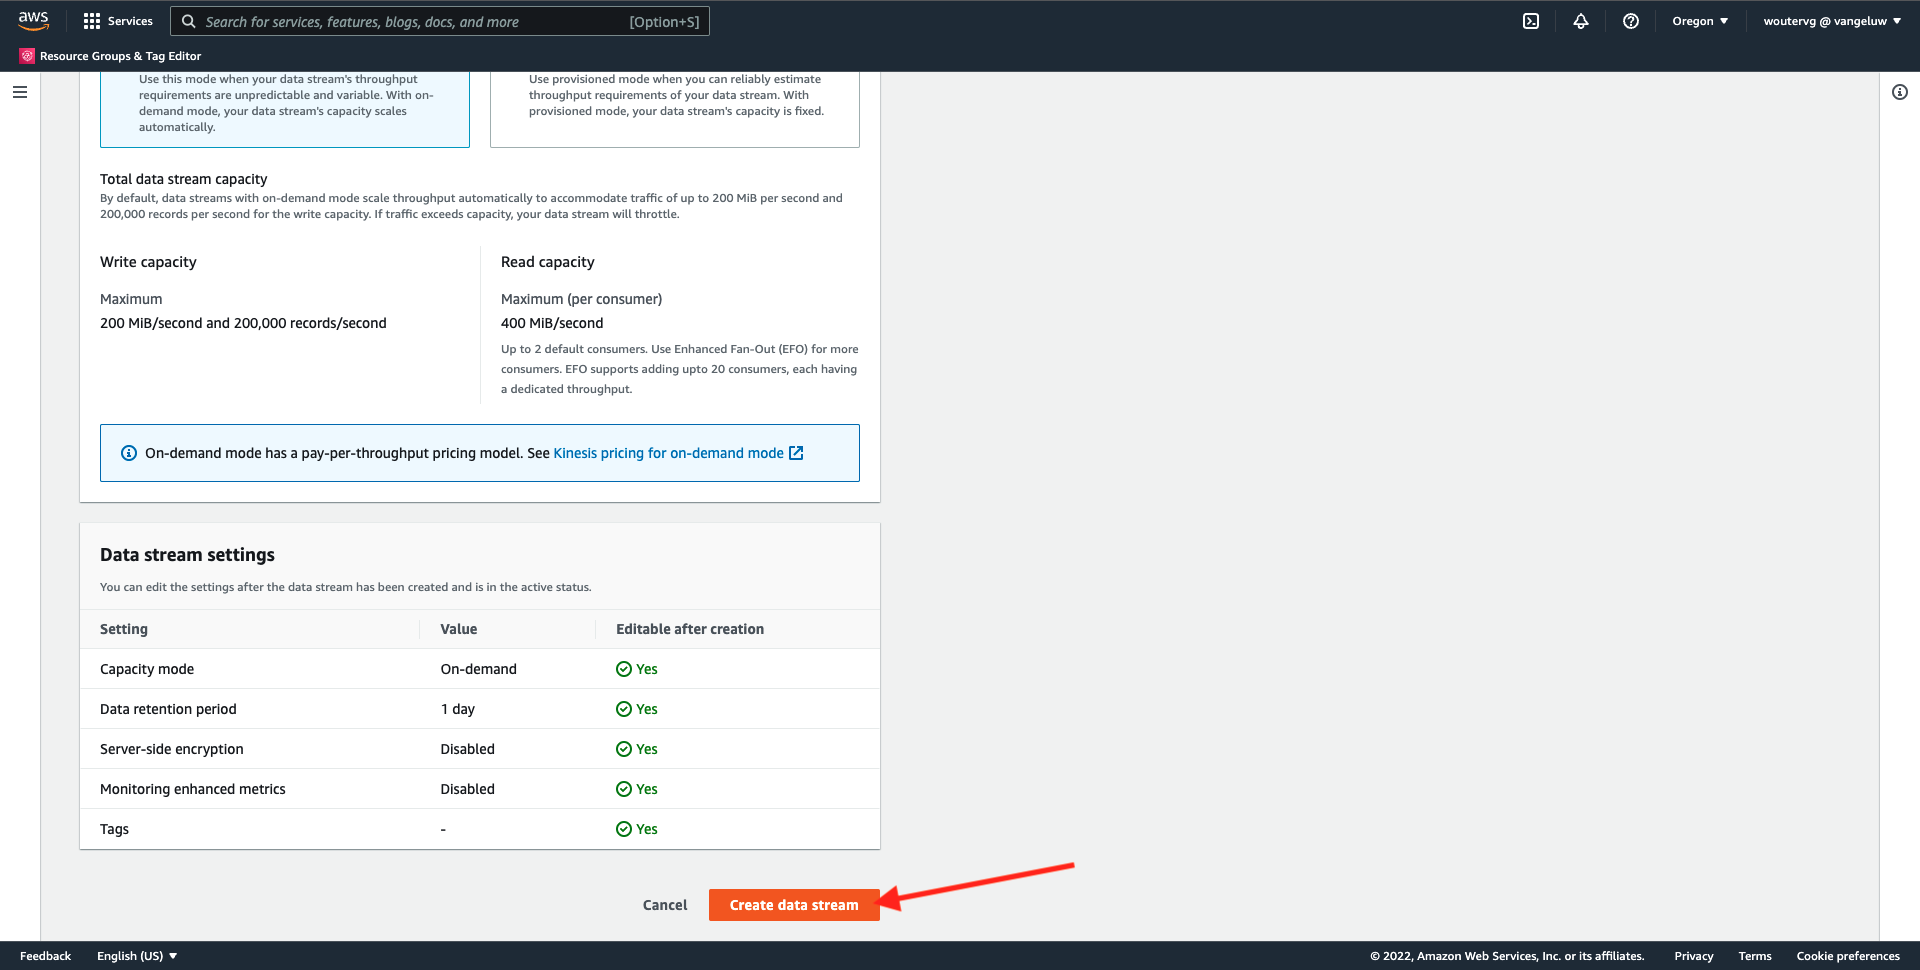 aws
Services
Search for services, features, blogs, docs, and more
[Option+S]
Oregon
woutervg @ vangeluw
Resource Groups & Tag Editor
Use this mode when your data stream's throughput
requirements are unpredictable and variable. With on-
demand mode, your data stream's capacity scales
automatically.
Use provisioned mode when you can reliably estimate
throughput requirements of your data stream. With
provisioned mode, your data stream's capacity is fixed.
Total data stream capacity
By default, data streams with on-demand mode scale throughput automatically to accommodate traffic of up to 200 MiB per second and
200,000 records per second for the write capacity. If traffic exceeds capacity, your data stream will throttle.
Write capacity
Maximum
200 MiB/second and 200,000 records/second
Read capacity
Maximum (per consumer)
400 MiB/second
Up to 2 default consumers. Use Enhanced Fan-Out (EFO) for more
consumers. EFO supports adding upto 20 consumers, each having
a dedicated throughput.
On-demand mode has a pay-per-throughput pricing model. See Kinesis pricing for on-demand mode
Data stream settings
You can edit the settings after the data stream has been created and is in the active status.
Setting Value Editable after creation
Capacity mode On-demand Yes
Data retention period 1 day Yes
Server-side encryption Disabled Yes
Monitoring enhanced metrics Disabled Yes
Tags - Yes
Cancel Create data stream
Feedback English (US) © 2022, Amazon Web Services, Inc. or its affiliates. Privacy Terms Cookie preferences